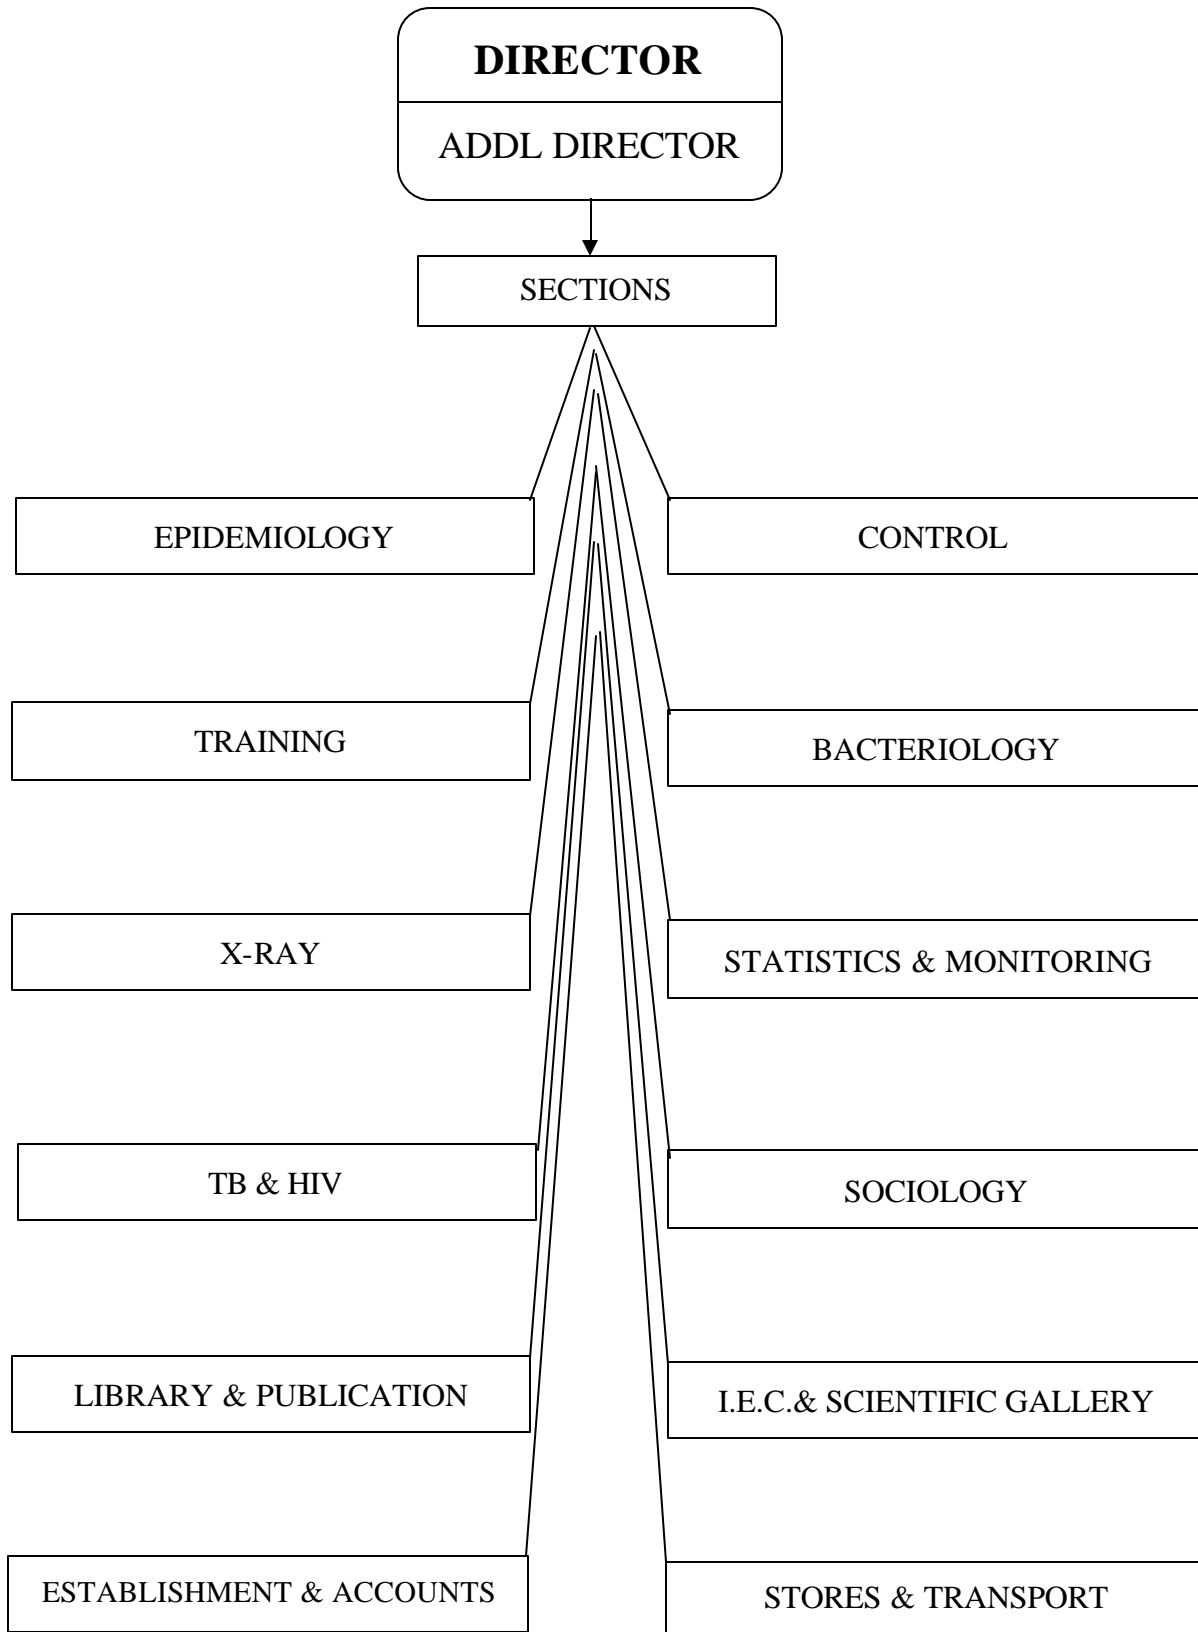 DIRECTOR
ADDL DIRECTOR
SECTIONS
EPIDEMIOLOGY
CONTROL
TRAINING
BACTERIOLOGY
X-RAY
STATISTICS & MONITORING
TB & HIV
SOCIOLOGY
LIBRARY & PUBLICATION
I.E.C.& SCIENTIFIC GALLERY
ESTABLISHMENT & ACCOUNTS
STORES & TRANSPORT